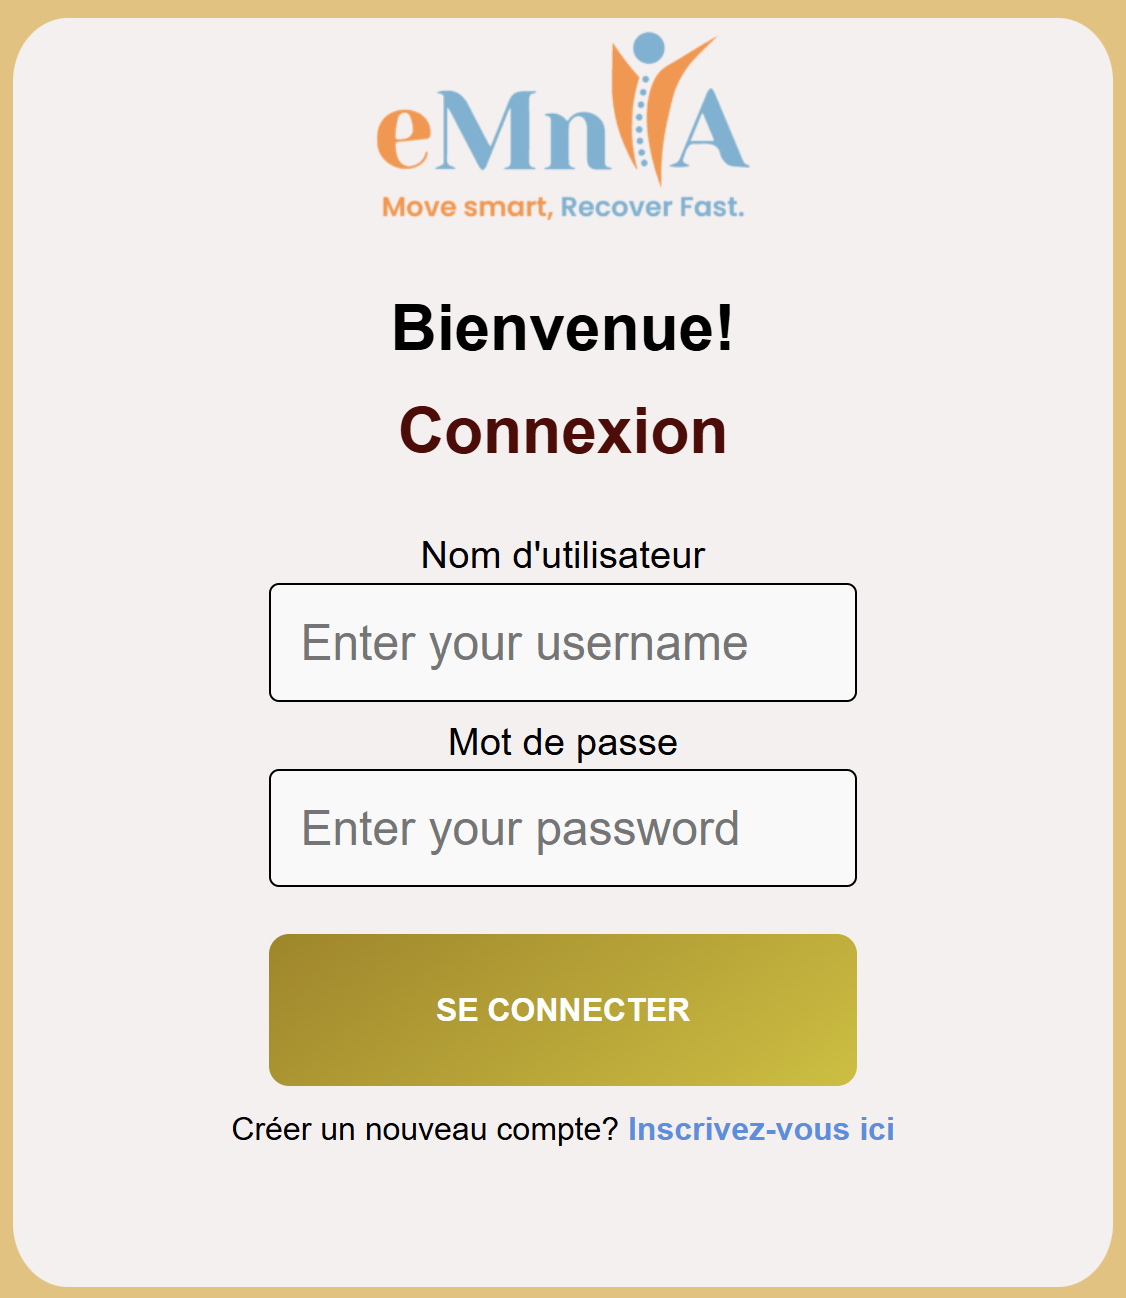 eMnYA
Move smart, Recover Fast.
Bienvenue!
Connexion
Nom d'utilisateur
Enter your username
Mot de passe
Enter your password
SE CONNECTER
Créer un nouveau compte? Inscrivez-vous ici